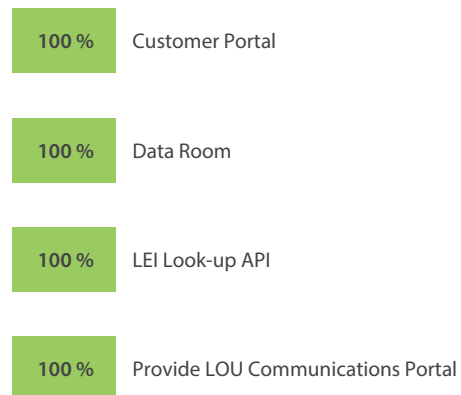 100 % Customer Portal
100 % Data Room
100 % LEI Look-up API
100 % Provide LOU Communications Portal